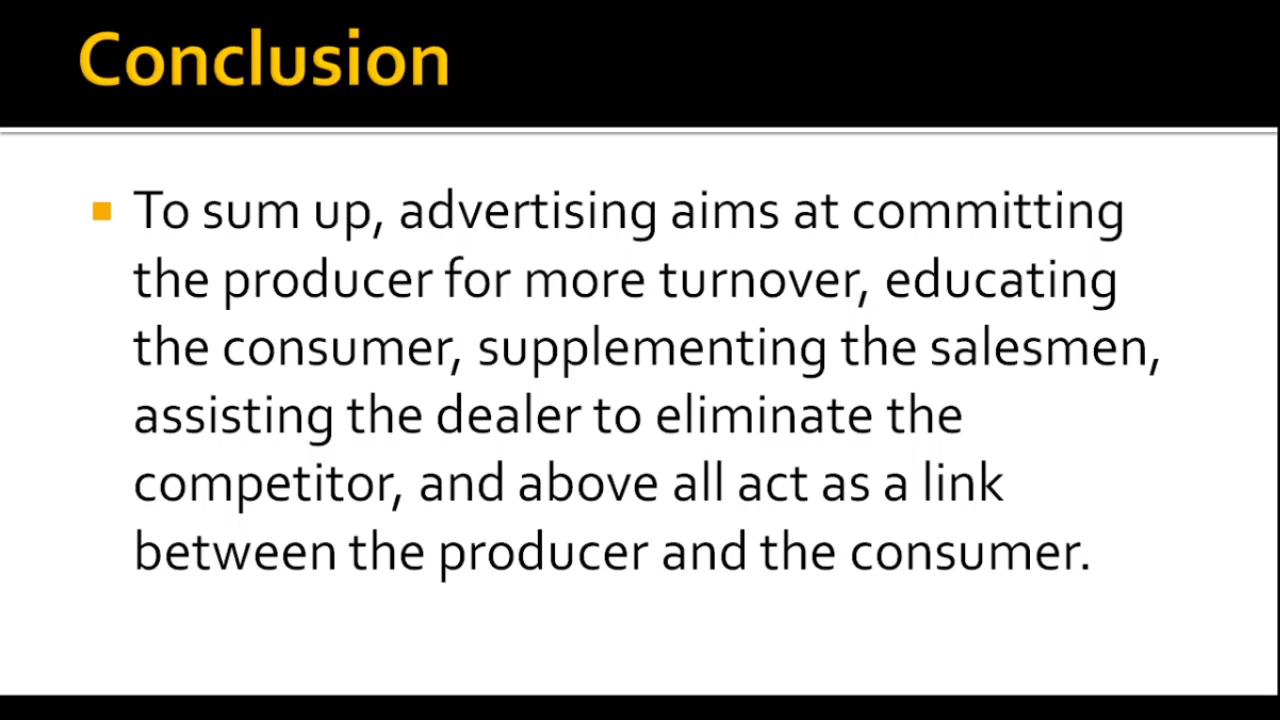 Conclusion
To sum up, advertising aims at committing
the producer for more turnover, educating
the consumer, supplementing the salesmen,
assisting the dealer to eliminate the
competitor, and above all act as a link
between the producer and the consumer.